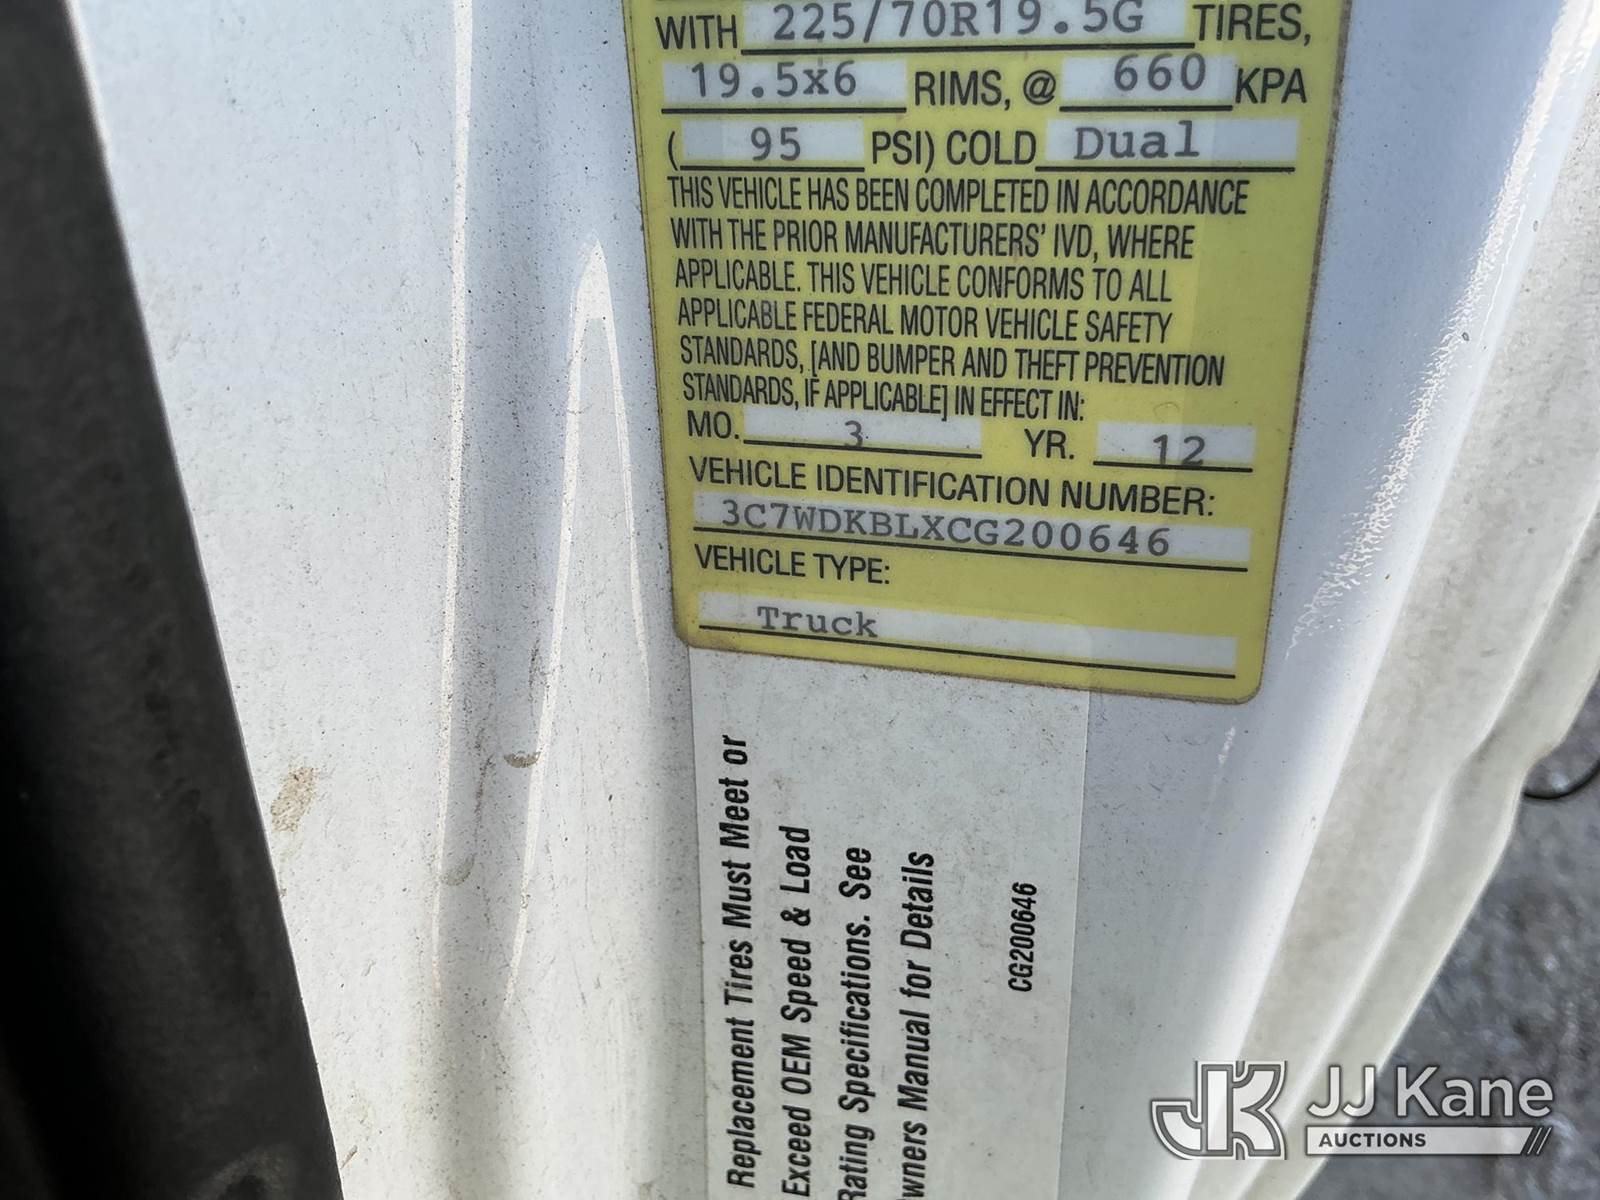 WITH 225/70R19.5G TIRES,
19.5x6 RIMS, @ 660 KPA
( 95 PSI) COLD Dual
THIS VEHICLE HAS BEEN COMPLETED IN ACCORDANCE
WITH THE PRIOR MANUFACTURERS' IVD, WHERE
APPLICABLE. THIS VEHICLE CONFORMS TO ALL
APPLICABLE FEDERAL MOTOR VEHICLE SAFETY
STANDARDS, [AND BUMPER AND THEFT PREVENTION
STANDARDS, IF APPLICABLE] IN EFFECT IN:
MO. 3 YR. 12
VEHICLE IDENTIFICATION NUMBER:
3C7WDKBLXCG200646
VEHICLE TYPE:
Truck
Replacement Tires Must Meet or
Exceed OEM Speed & Load
Rating Specifications. See
wners Manual for Details
CG200646
JK JJ Kane
AUCTIONS